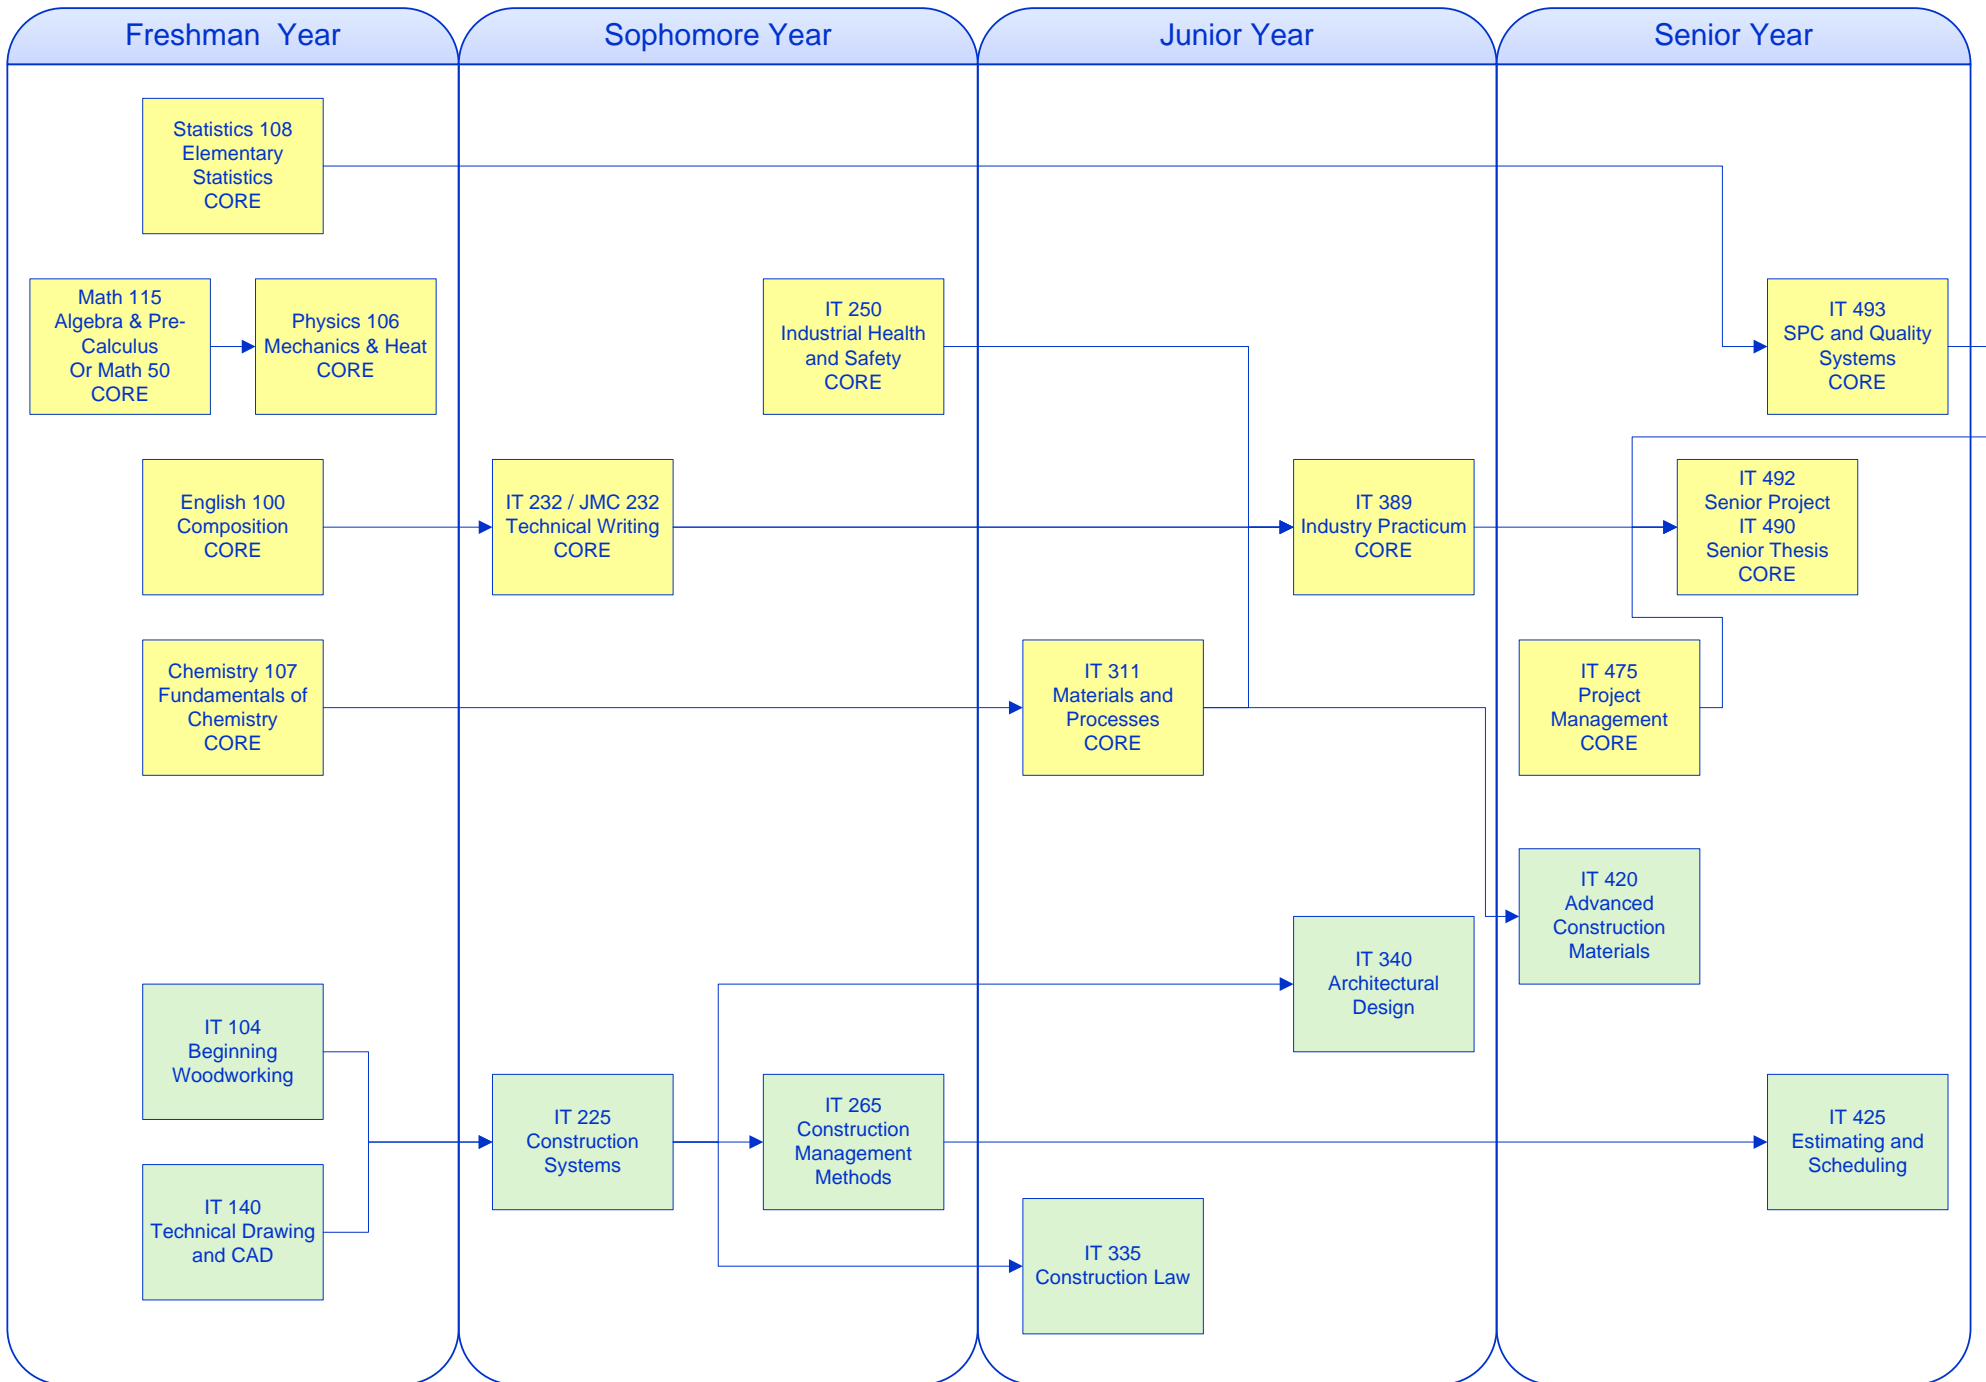 Freshman Year
Sophomore Year
Junior Year
Senior Year
Statistics 108
Elementary
Statistics
CORE
Math 115
Algebra & Pre-
Calculus
Or Math 50
CORE
Physics 106
Mechanics & Heat
CORE
IT 250
Industrial Health
and Safety
CORE
IT 493
SPC and Quality
Systems
CORE
English 100
Composition
CORE
IT 232 / JMC 232
Technical Writing
CORE
IT 389
Industry Practicum
CORE
IT 492
Senior Project
IT 490
Senior Thesis
CORE
Chemistry 107
Fundamentals of
Chemistry
CORE
IT 311
Materials and
Processes
CORE
IT 475
Project
Management
CORE
IT 420
Advanced
Construction
Materials
IT 340
Architectural
Design
IT 104
Beginning
Woodworking
IT 225
Construction
Systems
IT 265
Construction
Management
Methods
IT 425
Estimating and
Scheduling
IT 140
Technical Drawing
and CAD
IT 335
Construction Law